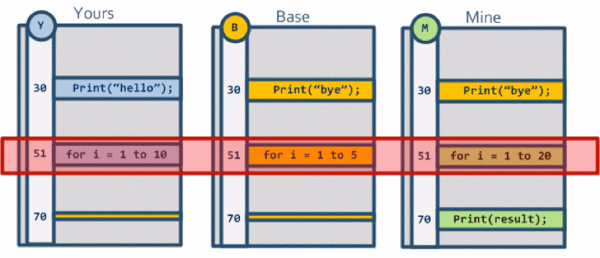 Yours
Base
Mine
Y
B
M
30 Print(“hello”);
30 Print(“bye”);
30 Print(“bye”);
51 for i = 1 to 10
51 for i = 1 to 5
51 for i = 1 to 20
70
70
70 Print(result);